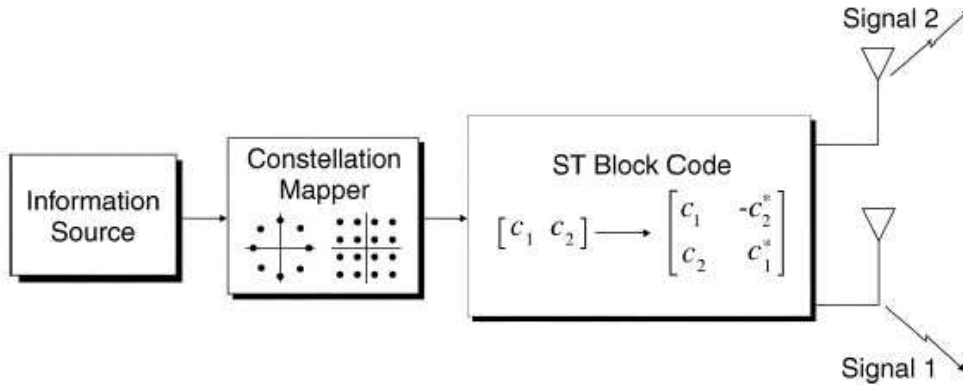 Signal 2
Information
Source
Constellation
Mapper
ST Block Code
[c₁ c₂] → [c₁ -c₂*
c₂ c₁*]
Signal 1